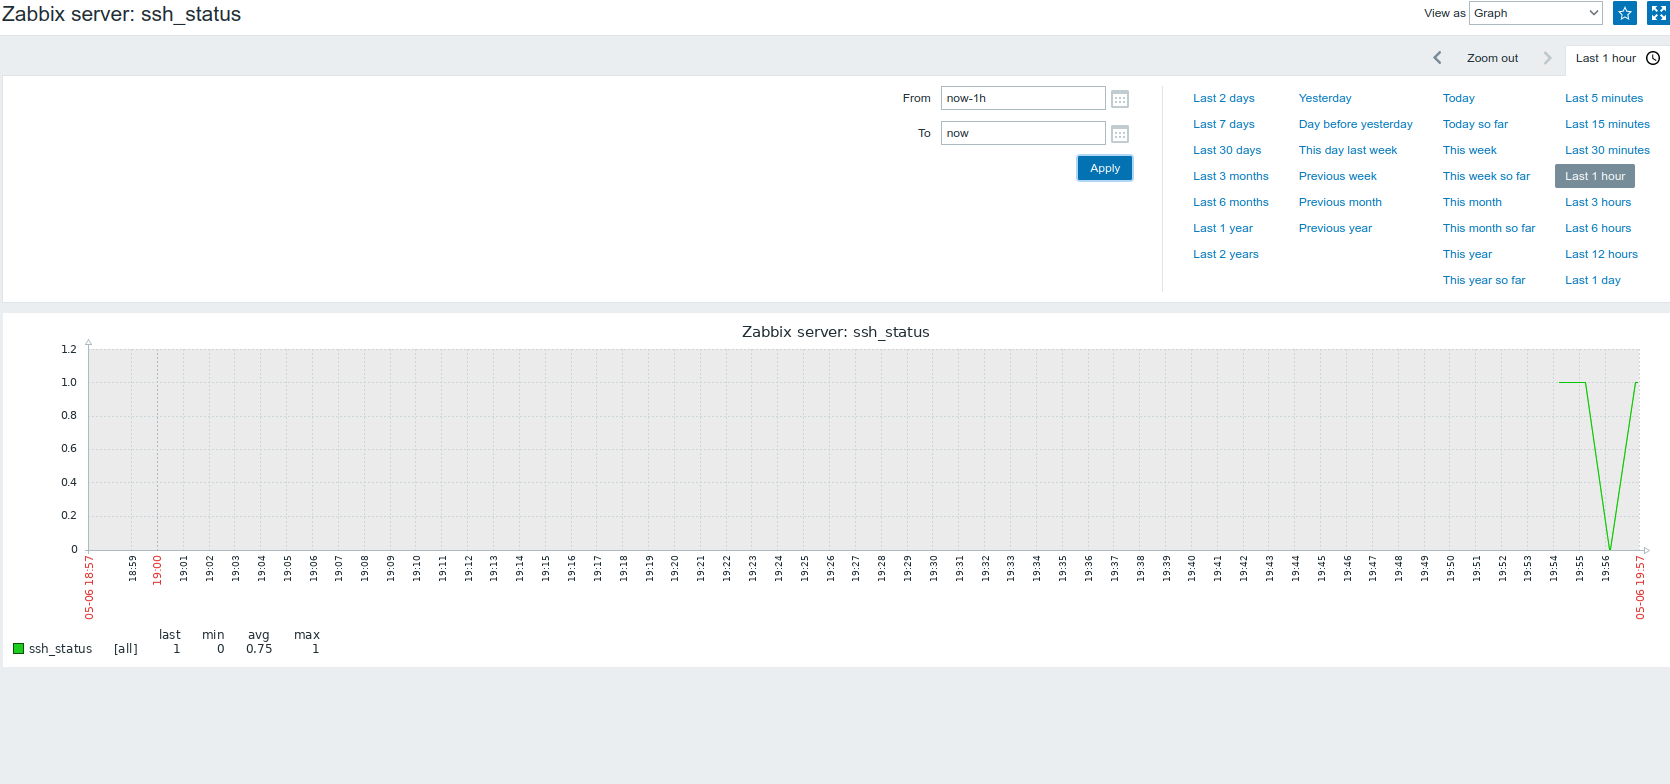 Zabbix server: ssh_status
View as Graph
Zoom out Last 1 hour
From now-1h
To now
Apply
Last 2 days Yesterday Today Last 5 minutes
Last 7 days Day before yesterday Today so far Last 15 minutes
Last 30 days This day last week This week Last 30 minutes
Last 3 months Previous week This week so far Last 1 hour
Last 6 months Previous month This month Last 3 hours
Last 1 year Previous year This month so far Last 6 hours
Last 2 years This year Last 12 hours
This year so far Last 1 day
Zabbix server: ssh_status
1.2
1.0
0.8
0.6
0.4
0.2
0
05-06 18:57 18:59 19:00 19:01 19:02 19:03 19:04 19:05 19:06 19:07 19:08 19:09 19:10 19:11 19:12 19:13 19:14 19:15 19:16 19:17 19:18 19:19 19:20 19:21 19:22 19:23 19:24 19:25 19:26 19:27 19:28 19:29 19:30 19:31 19:32 19:33 19:34 19:35 19:36 19:37 19:38 19:39 19:40 19:41 19:42 19:43 19:44 19:45 19:46 19:47 19:48 19:49 19:50 19:51 19:52 19:53 19:54 19:55 19:56 05-06 19:57
last min avg max
ssh_status [all] 1 0 0.75 1